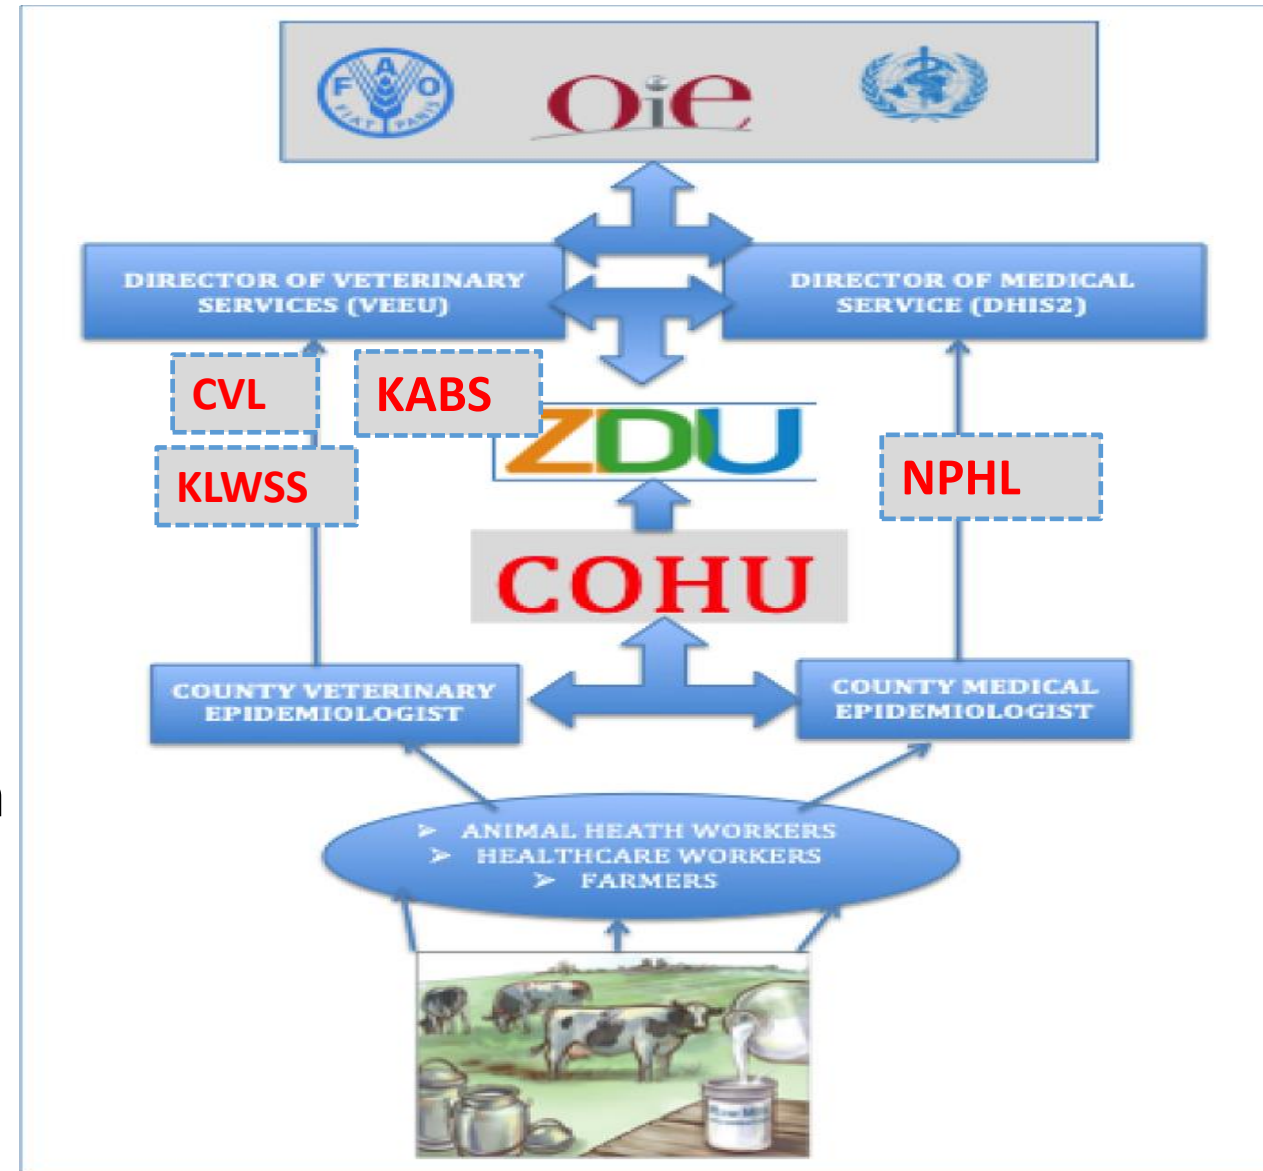 FAO
FIAT PANIS
OiE
DIRECTOR OF VETERINARY
SERVICES (VEEU)
DIRECTOR OF MEDICAL
SERVICE (DHIS2)
CVL
KABS
KLWSS
ZDU
NPHL
COHU
COUNTY VETERINARY
EPIDEMIOLOGIST
COUNTY MEDICAL
EPIDEMIOLOGIST
➢ ANIMAL HEATH WORKERS
➢ HEALTHCARE WORKERS
➢ FARMERS